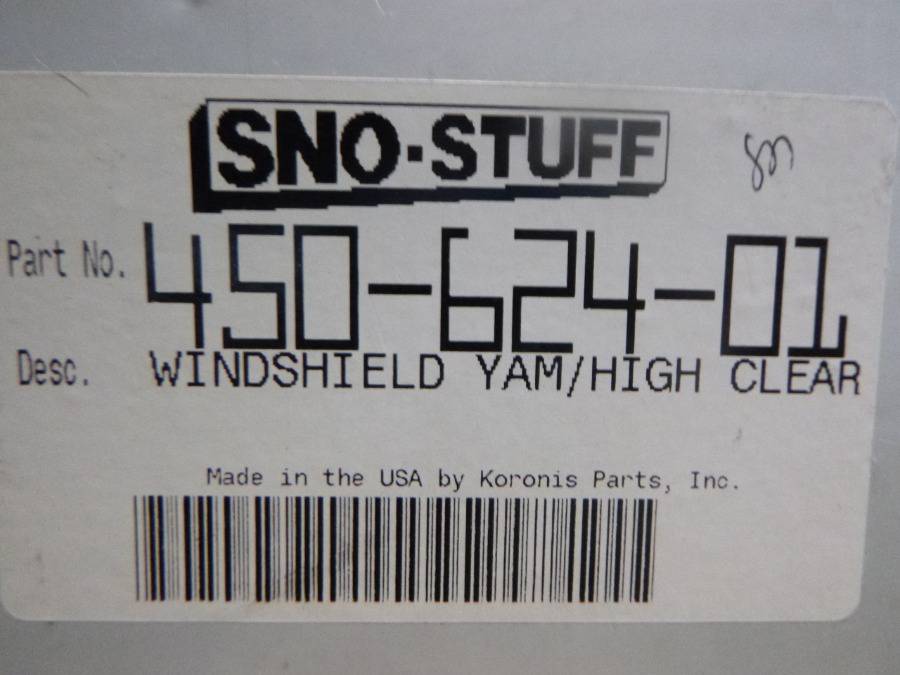 SNO-STUFF
Part No. 450-624-01
Desc. WINDSHIELD YAM/HIGH CLEAR
Made in the USA by Koronis Parts, Inc.